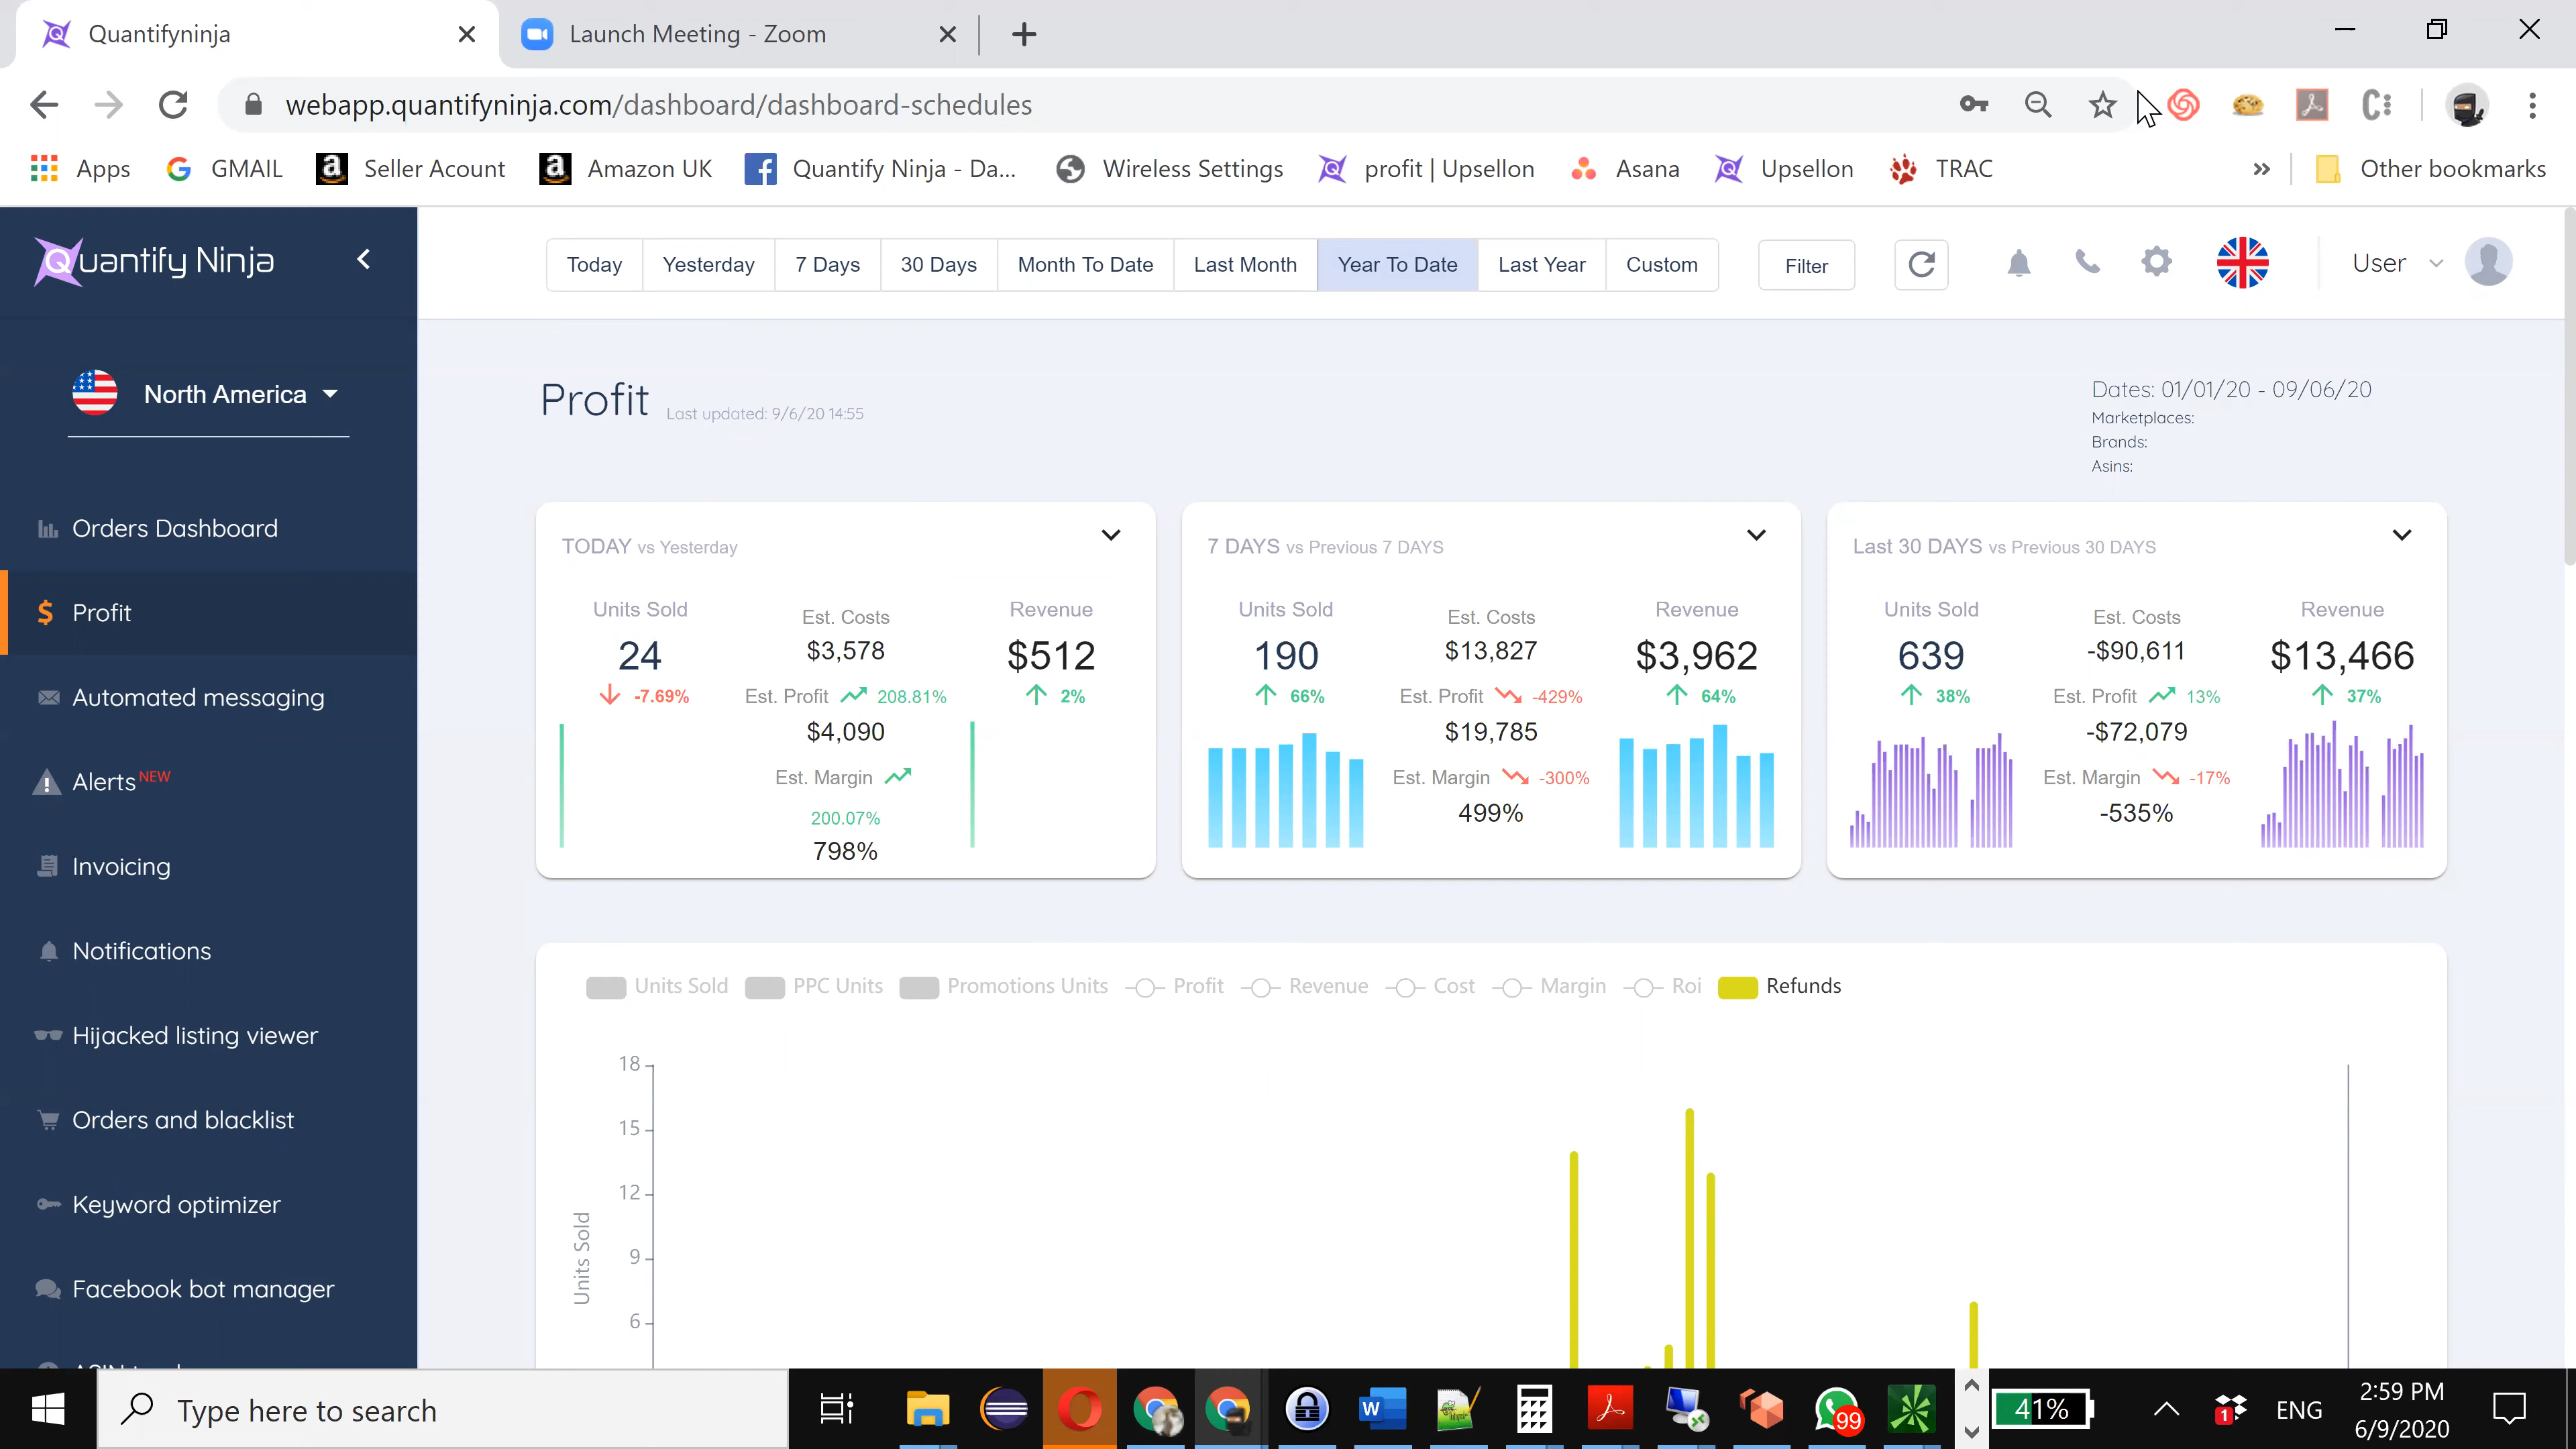 Quantifyninja
Launch Meeting - Zoom
webapp.quantifyninja.com/dashboard/dashboard-schedules
Apps GMAIL Seller Acount Amazon UK Quantify Ninja - Da... Wireless Settings profit | Upsellon Asana Upsellon TRAC » Other bookmarks
Quantify Ninja
Today Yesterday 7 Days 30 Days Month To Date Last Month Year To Date Last Year Custom Filter User
North America
Orders Dashboard
Profit
Automated messaging
Alerts NEW
Invoicing
Notifications
Hijacked listing viewer
Orders and blacklist
Keyword optimizer
Facebook bot manager
Profit Last updated: 9/6/20 14:55
Dates: 01/01/20 - 09/06/20
Marketplaces:
Brands:
Asins:
TODAY vs Yesterday
Units Sold
24
-7.69%
Est. Costs
$3,578
Est. Profit 208.81%
$4,090
Est. Margin
200.07%
798%
Revenue
$512
2%
7 DAYS vs Previous 7 DAYS
Units Sold
190
66%
Est. Costs
$13,827
Est. Profit -429%
$19,785
Est. Margin -300%
499%
Revenue
$3,962
64%
Last 30 DAYS vs Previous 30 DAYS
Units Sold
639
38%
Est. Costs
-$90,611
Est. Profit 13%
-$72,079
Est. Margin -17%
-535%
Revenue
$13,466
37%
Units Sold PPC Units Promotions Units Profit Revenue Cost Margin Roi Refunds
18
15
12
9
6
Units Sold
Type here to search
W
99
41%
1
ENG
2:59 PM
6/9/2020